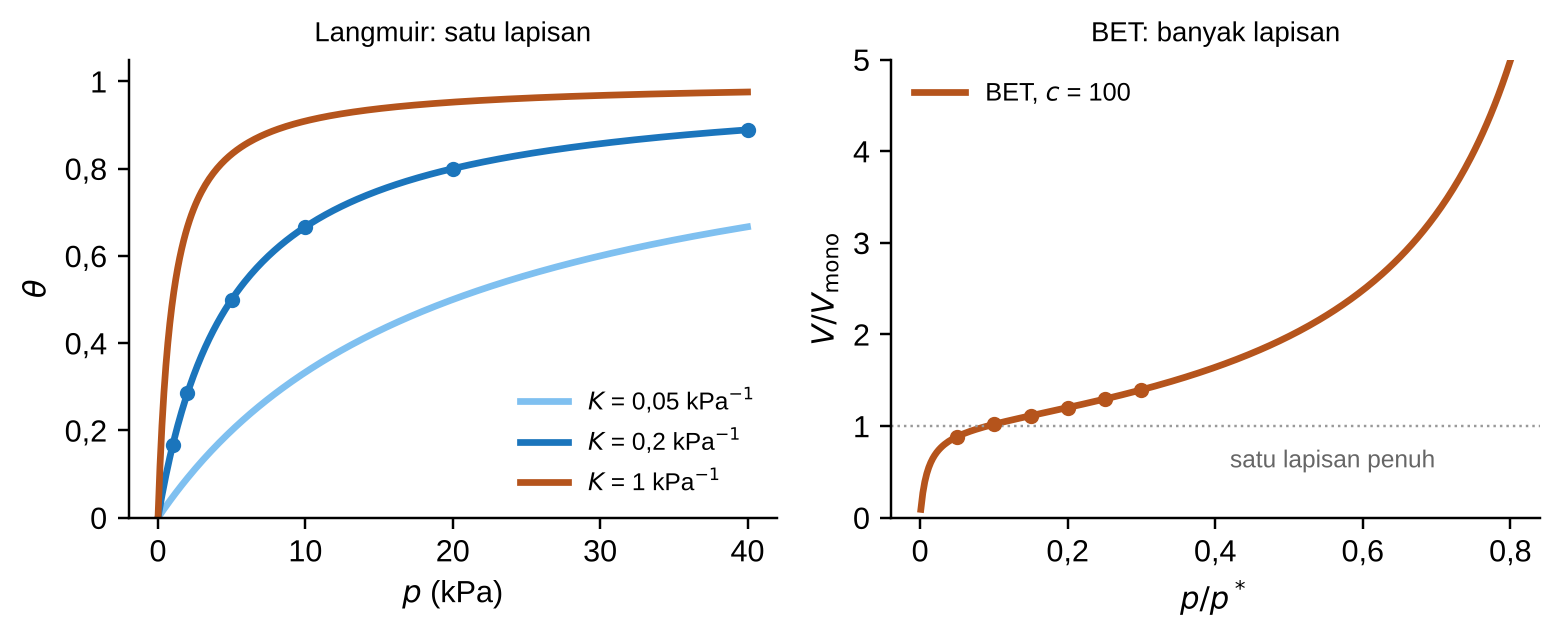 Langmuir: satu lapisan
1
0,8
0,6
0,4
0,2
0
θ
K = 0,05 kPa⁻¹
K = 0,2 kPa⁻¹
K = 1 kPa⁻¹
0 10 20 30 40
p (kPa)
BET: banyak lapisan
5
4
3
2
1
0
V/V_mono
BET, c = 100
satu lapisan penuh
0 0,2 0,4 0,6 0,8
p/p*